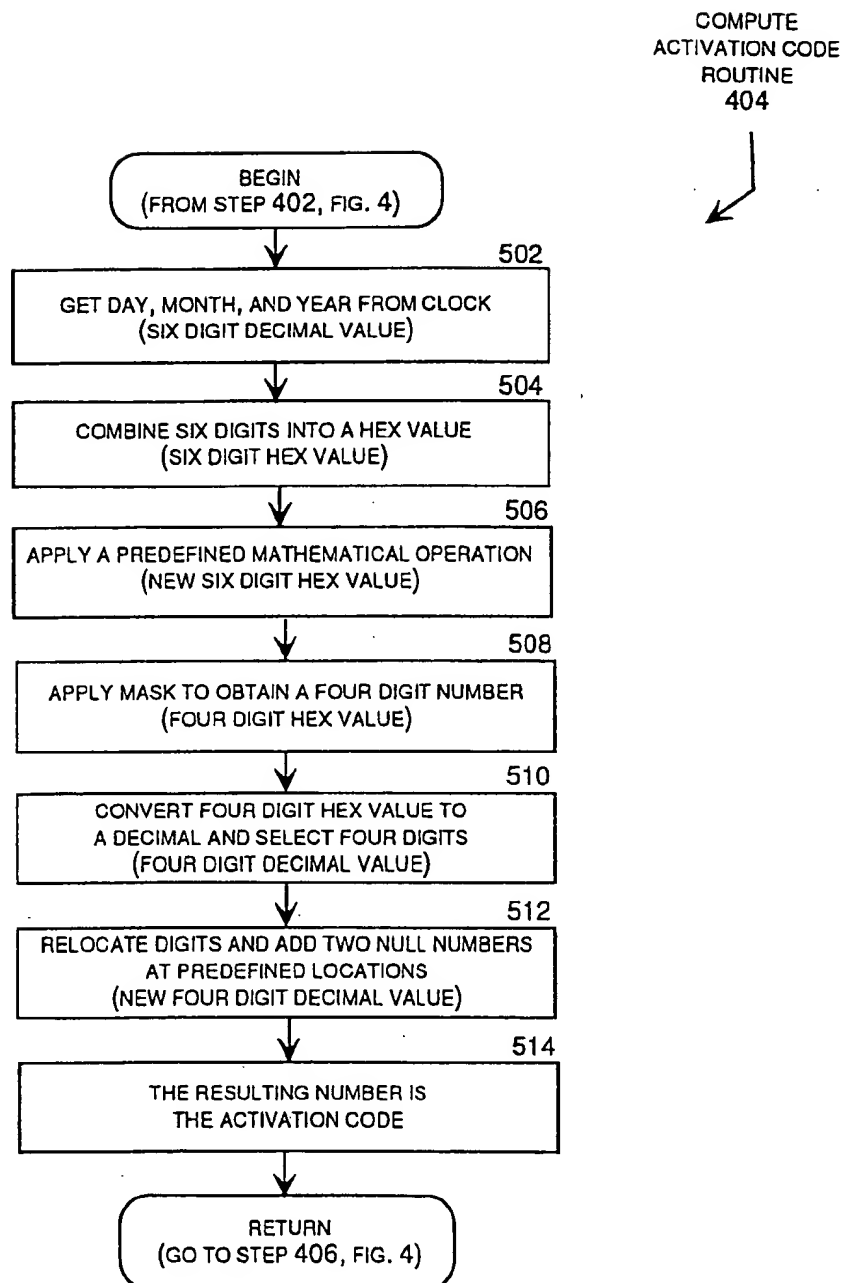 COMPUTE
ACTIVATION CODE
ROUTINE
404
BEGIN
(FROM STEP 402, FIG. 4)
502
GET DAY, MONTH, AND YEAR FROM CLOCK
(SIX DIGIT DECIMAL VALUE)
504
COMBINE SIX DIGITS INTO A HEX VALUE
(SIX DIGIT HEX VALUE)
506
APPLY A PREDEFINED MATHEMATICAL OPERATION
(NEW SIX DIGIT HEX VALUE)
508
APPLY MASK TO OBTAIN A FOUR DIGIT NUMBER
(FOUR DIGIT HEX VALUE)
510
CONVERT FOUR DIGIT HEX VALUE TO
A DECIMAL AND SELECT FOUR DIGITS
(FOUR DIGIT DECIMAL VALUE)
512
RELOCATE DIGITS AND ADD TWO NULL NUMBERS
AT PREDEFINED LOCATIONS
(NEW FOUR DIGIT DECIMAL VALUE)
514
THE RESULTING NUMBER IS
THE ACTIVATION CODE
RETURN
(GO TO STEP 406, FIG. 4)